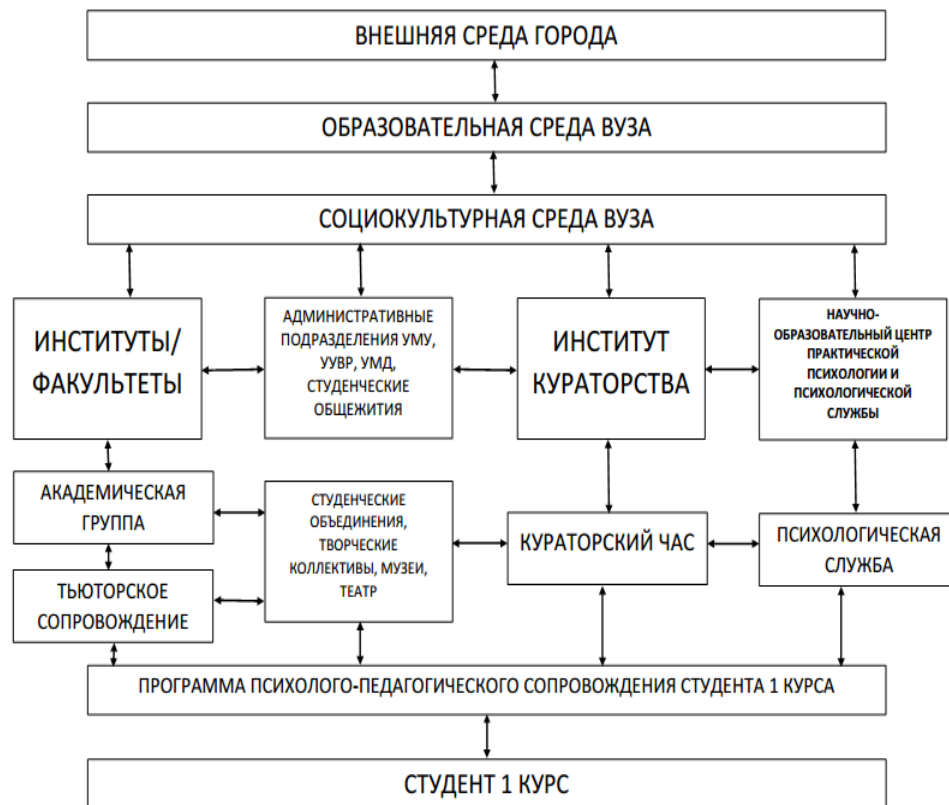 ВНЕШНЯЯ СРЕДА ГОРОДА
ОБРАЗОВАТЕЛЬНАЯ СРЕДА ВУЗА
СОЦИОКУЛЬТУРНАЯ СРЕДА ВУЗА
ИНСТИТУТЫ/
ФАКУЛЬТЕТЫ
АДМИНИСТРАТИВНЫЕ
ПОДРАЗДЕЛЕНИЯ УМУ,
УУВР, УМД,
СТУДЕНЧЕСКИЕ
ОБЩЕЖИТИЯ
ИНСТИТУТ
КУРАТОРСТВА
НАУЧНО-
ОБРАЗОВАТЕЛЬНЫЙ ЦЕНТР
ПРАКТИЧЕСКОЙ
ПСИХОЛОГИИ И
ПСИХОЛОГИЧЕСКОЙ
СЛУЖБЫ
АКАДЕМИЧЕСКАЯ
ГРУППА
ТЬЮТОРСКОЕ
СОПРОВОЖДЕНИЕ
СТУДЕНЧЕСКИЕ
ОБЪЕДИНЕНИЯ,
ТВОРЧЕСКИЕ
КОЛЛЕКТИВЫ, МУЗЕИ,
ТЕАТР
КУРАТОРСКИЙ ЧАС
ПСИХОЛОГИЧЕСКАЯ
СЛУЖБА
ПРОГРАММА ПСИХОЛОГО-ПЕДАГОГИЧЕСКОГО СОПРОВОЖДЕНИЯ СТУДЕНТА 1 КУРСА
СТУДЕНТ 1 КУРС